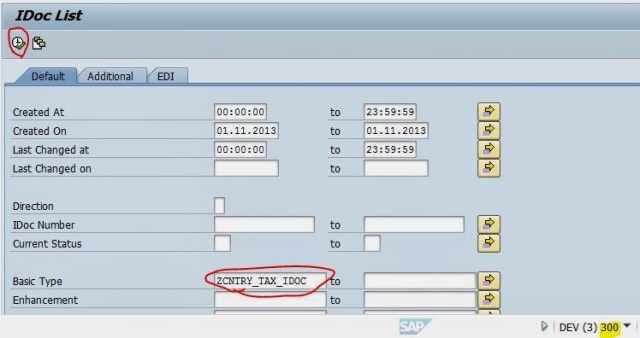 IDoc List
Default Additional EDI
Created At 00:00:00 to 23:59:59
Created On 01.11.2013 to 01.11.2013
Last Changed at 00:00:00 to 23:59:59
Last Changed on to
Direction
IDoc Number to
Current Status to
Basic Type ZCNTRY_TAX_IDOC to
Enhancement to
SAP DEV (3) 300